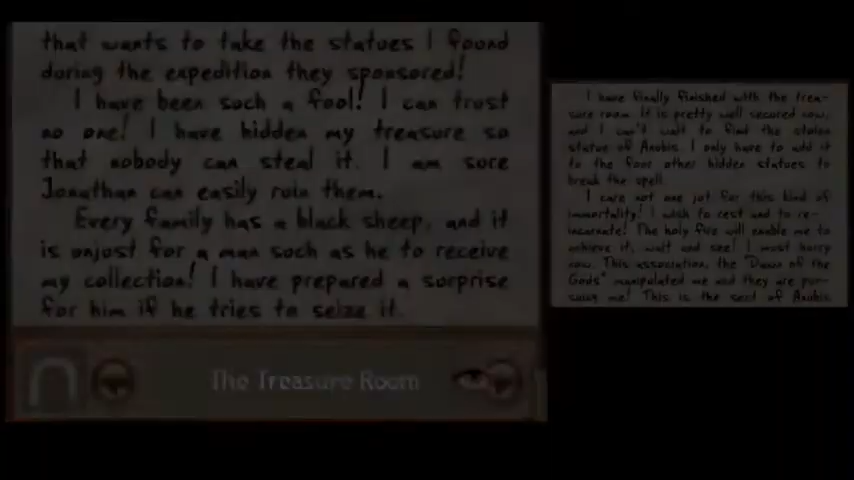 that wants to take the statues I found
during the expedition they sponsored!
I have been such a fool! I can trust
no one! I have hidden my treasure so
that nobody can steal it. I am sure
Jonathan can easily ruin them.
Every family has a black sheep, and it
is unjust for a man such as he to receive
my collection! I have prepared a surprise
for him if he tries to seize it.
The Treasure Room
I have finally finished with the trea-
sure room. It is pretty well secured now,
and I can't wait to find the stolen
statue of Anubis. I only have to add it
to the four other hidden statues to
break the spell.
I care not one jot for this kind of
immortality! I wish to rest and to re-
incarnate! The holy fire will enable me to
achieve it, wait and see! I must hurry
now. This association, the "Dawn of the
Gods" manipulated me and they are pur-
suing me! This is the seal of Anubis